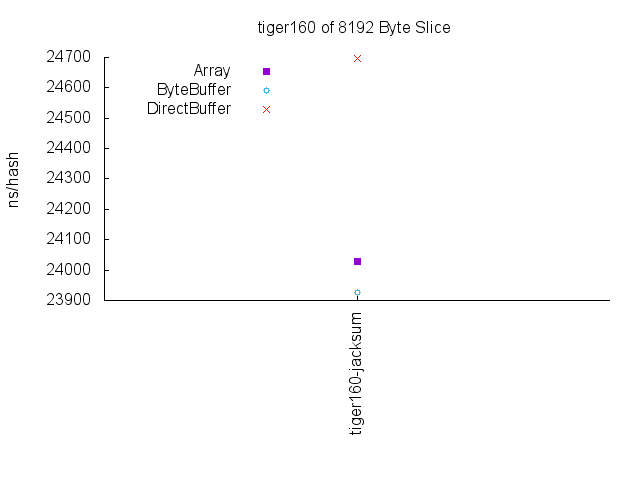 tiger160 of 8192 Byte Slice
24700
24600
24500
24400
24300
24200
24100
24000
23900
ns/hash
Array
ByteBuffer
DirectBuffer
tiger160-jacksum